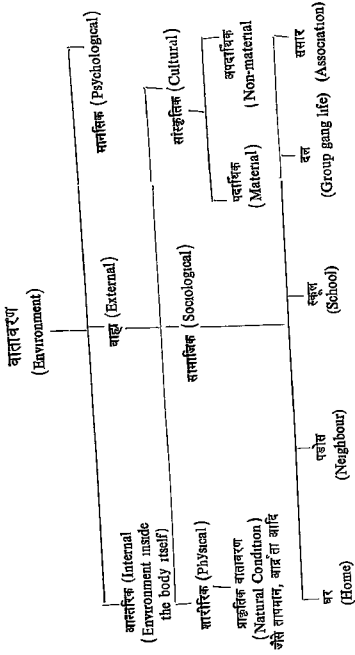 वातावरण
(Environment)
आन्तरिक (Internal
(Environment inside
the body itself)
वाह्य (External)
मानसिक (Psychological)
शारीरिक (Physical)
प्राकृतिक वातावरण
(Natural Condition)
जैसे तापमान, आर्द्रता आदि
सामाजिक (Sociological)
सांस्कृतिक (Cultural)
पदार्थिक
(Material)
अपदार्थिक
(Non-material
घर
(Home)
पडोस
(Neighbour)
स्कूल
(School)
दल
(Group gang life)
ससार
(Association)